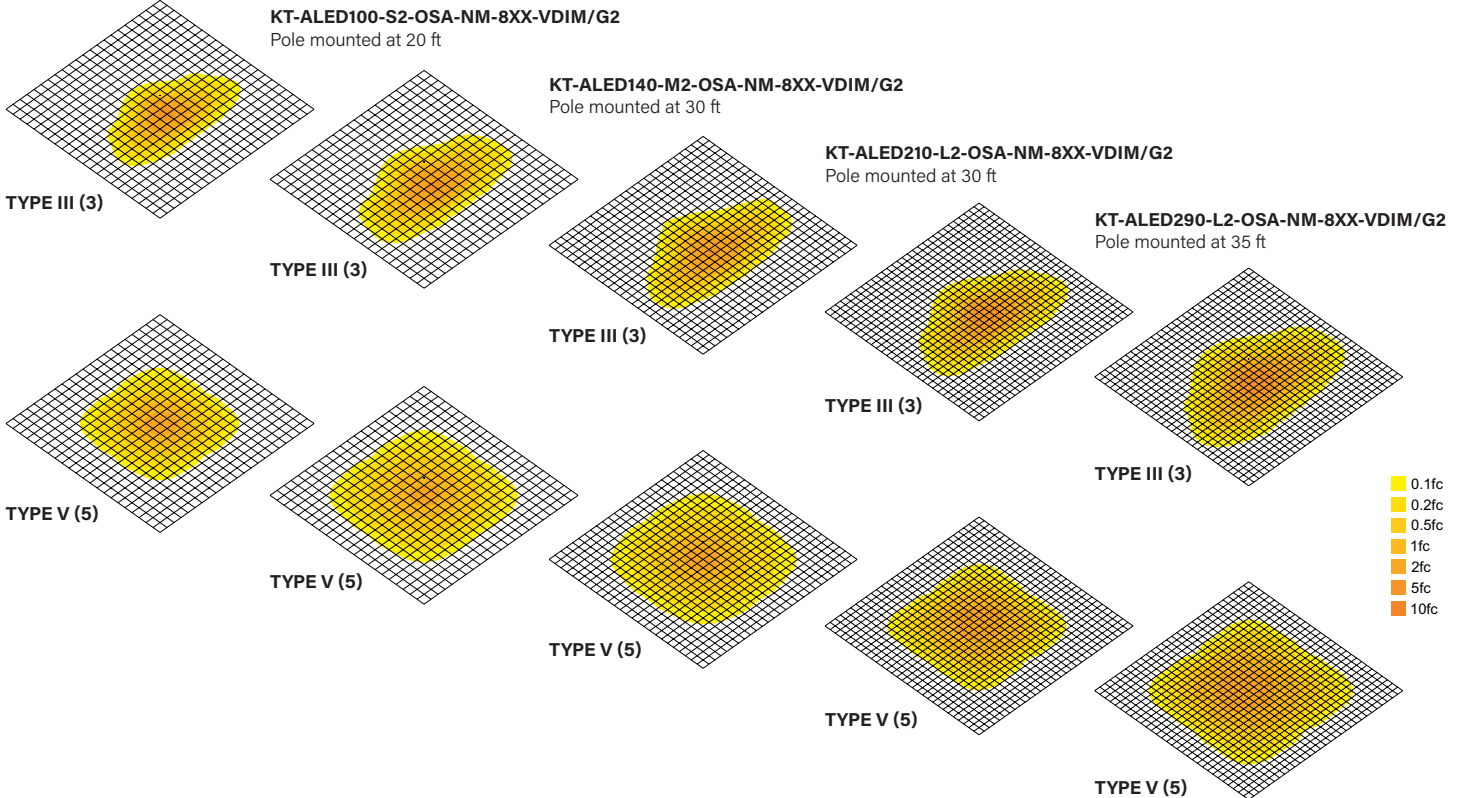 KT-ALED100-S2-OSA-NM-8XX-VDIM/G2
Pole mounted at 20 ft
KT-ALED140-M2-OSA-NM-8XX-VDIM/G2
Pole mounted at 30 ft
KT-ALED210-L2-OSA-NM-8XX-VDIM/G2
Pole mounted at 30 ft
KT-ALED290-L2-OSA-NM-8XX-VDIM/G2
Pole mounted at 35 ft
TYPE III (3)
TYPE III (3)
TYPE III (3)
TYPE III (3)
TYPE III (3)
TYPE V (5)
TYPE V (5)
TYPE V (5)
TYPE V (5)
TYPE V (5)
0.1fc
0.2fc
0.5fc
1fc
2fc
5fc
10fc